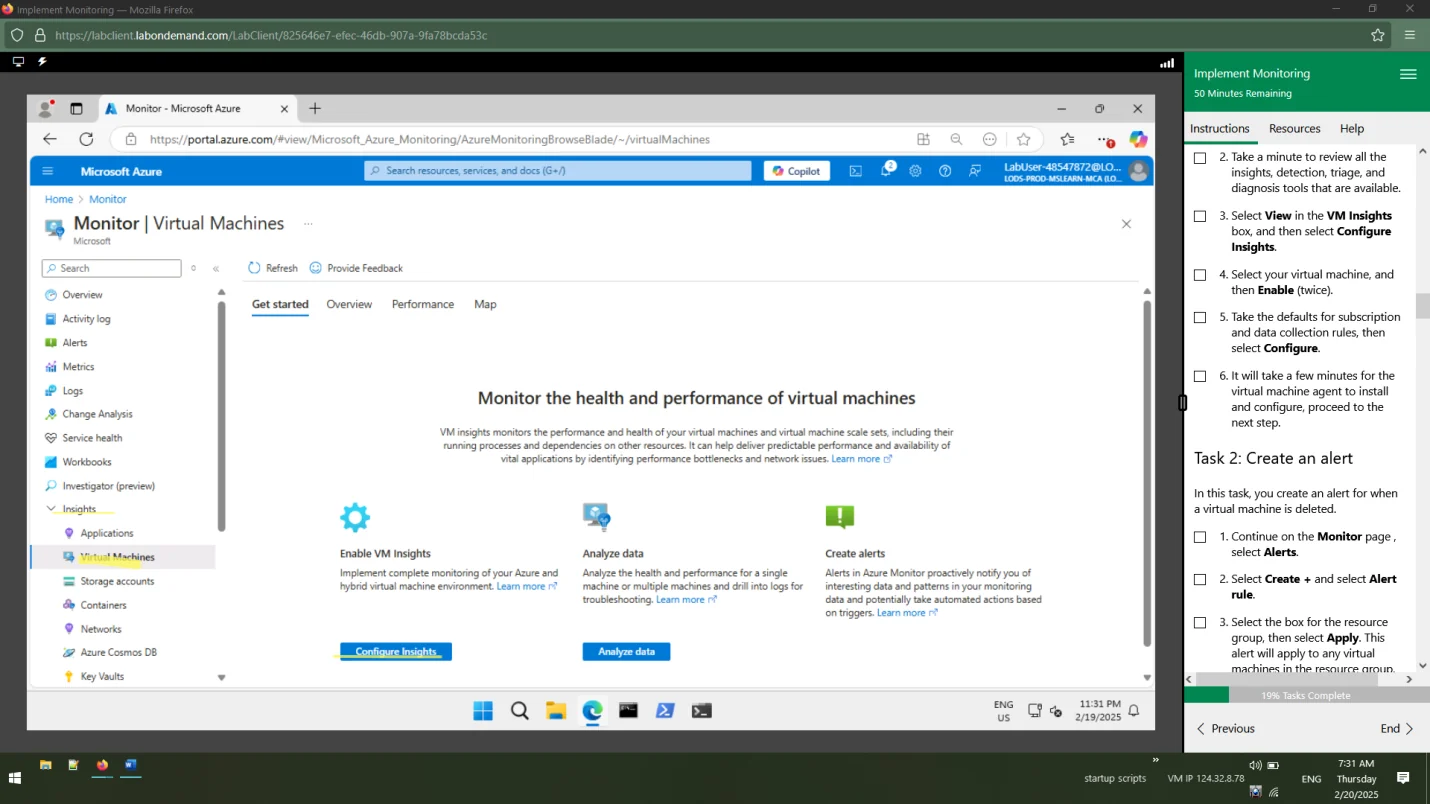 Implement Monitoring — Mozilla Firefox
https://labclient.labondemand.com/LabClient/825646e7-efec-46db-907a-9fa78bcda53c
Monitor - Microsoft Azure
https://portal.azure.com/#view/Microsoft_Azure_Monitoring/AzureMonitoringBrowseBlade/~/virtualMachines
Microsoft Azure
Search resources, services, and docs (G+/)
Copilot
2
LabUser-48547872@LO...
LODS-PROD-MSLEARN-MCA (LO...
Home > Monitor
Monitor | Virtual Machines ...
Microsoft
Search
Refresh
Provide Feedback
Overview
Activity log
Alerts
Metrics
Logs
Change Analysis
Service health
Workbooks
Investigator (preview)
Insights
Applications
Virtual Machines
Storage accounts
Containers
Networks
Azure Cosmos DB
Key Vaults
Get started
Overview
Performance
Map
Monitor the health and performance of virtual machines
VM insights monitors the performance and health of your virtual machines and virtual machine scale sets, including their
running processes and dependencies on other resources. It can help deliver predictable performance and availability of
vital applications by identifying performance bottlenecks and network issues. Learn more
Enable VM Insights
Implement complete monitoring of your Azure and
hybrid virtual machine environment. Learn more
Configure Insights
Analyze data
Analyze the health and performance for a single
machine or multiple machines and drill into logs for
troubleshooting. Learn more
Analyze data
Create alerts
Alerts in Azure Monitor proactively notify you of
interesting data and patterns in your monitoring
data and potentially take automated actions based
on triggers. Learn more
ENG
US
11:31 PM
2/19/2025
Implement Monitoring
50 Minutes Remaining
Instructions
Resources
Help
2. Take a minute to review all the
insights, detection, triage, and
diagnosis tools that are available.
3. Select View in the VM Insights
box, and then select Configure
Insights.
4. Select your virtual machine, and
then Enable (twice).
5. Take the defaults for subscription
and data collection rules, then
select Configure.
6. It will take a few minutes for the
virtual machine agent to install
and configure, proceed to the
next step.
Task 2: Create an alert
In this task, you create an alert for when
a virtual machine is deleted.
1. Continue on the Monitor page ,
select Alerts.
2. Select Create + and select Alert
rule.
3. Select the box for the resource
group, then select Apply. This
alert will apply to any virtual
machines in the resource group.
19% Tasks Complete
Previous
End
startup scripts
VM IP 124.32.8.78
ENG
7:31 AM
Thursday
2/20/2025